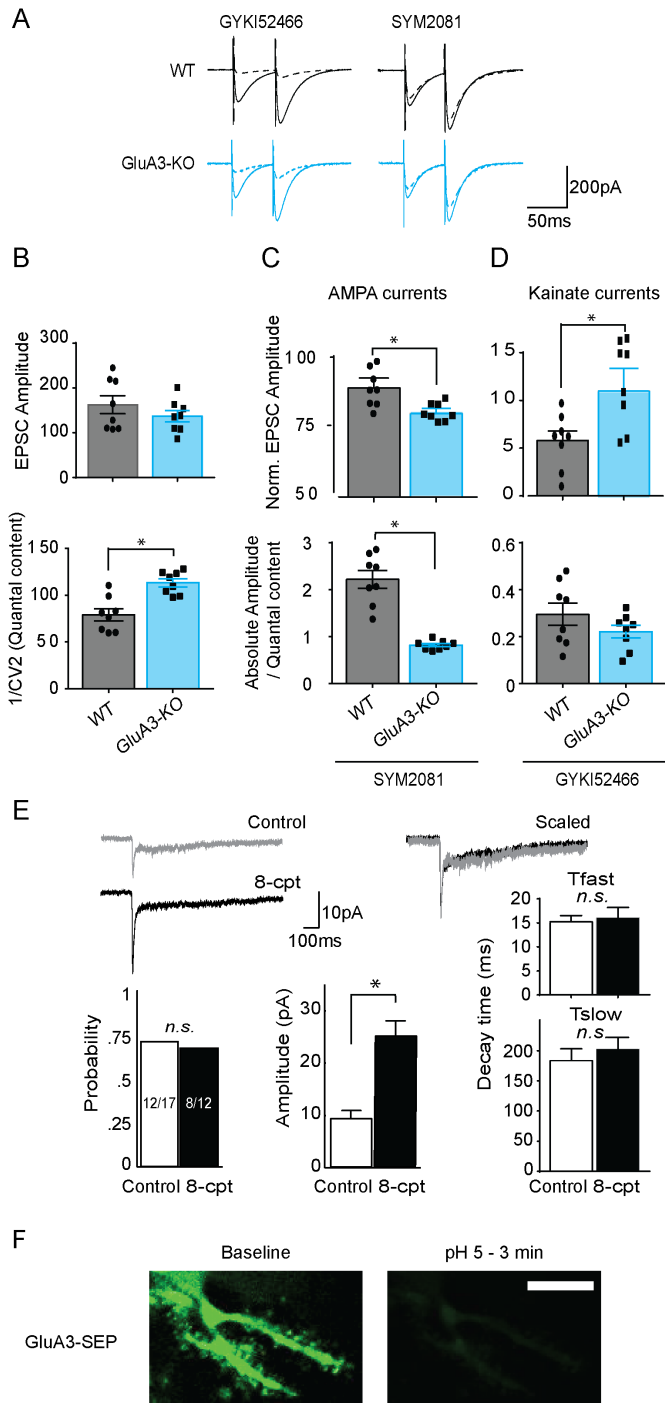 A
GYKI52466
SYM2081
WT
GluA3-KO
200pA
50ms
B
C
D
AMPA currents
Kainate currents
EPSC Amplitude
300
200
100
0
*
Norm. EPSC Amplitude
100
75
50
*
15
10
5
0
*
1/CV2 (Quantal content)
150
100
50
0
*
WT
GluA3-KO
Absolute Amplitude
/ Quantal content
3
2
1
0
*
WT
GluA3-KO
SYM2081
0.6
0.4
0.2
0
WT
GluA3-KO
GYKI52466
E
Control
Scaled
8-cpt
10pA
100ms
Probability
1
.75
.5
.25
0
n.s.
12/17
8/12
Control 8-cpt
Amplitude (pA)
30
20
10
0
*
Control 8-cpt
Decay time (ms)
Tfast
n.s.
20
15
10
5
0
Tslow
n.s
200
150
100
50
0
Control 8-cpt
F
Baseline
pH 5 - 3 min
GluA3-SEP